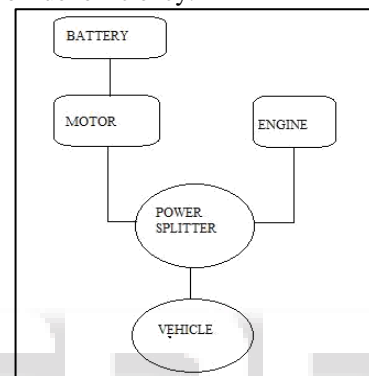 BATTERY
MOTOR
ENGINE
POWER
SPLITTER
VEHICLE